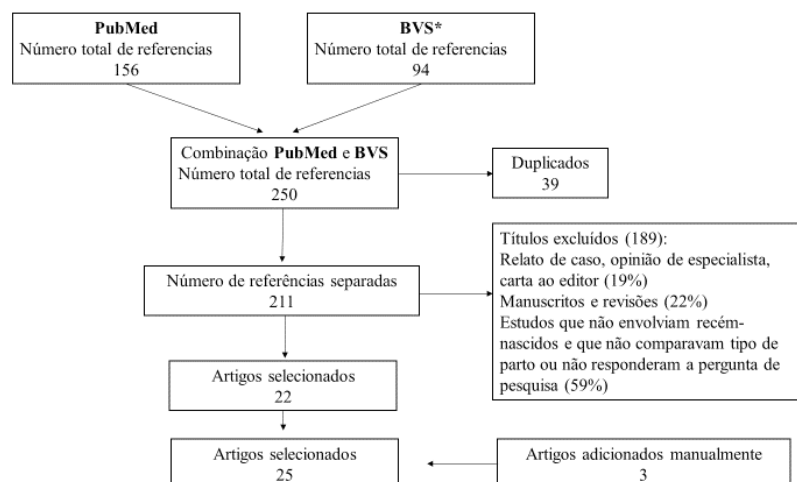 PubMed
Número total de referencias
156
BVS*
Número total de referencias
94
Combinação PubMed e BVS
Número total de referencias
250
Duplicados
39
Número de referências separadas
211
Títulos excluídos (189):
Relato de caso, opinião de especialista,
carta ao editor (19%)
Manuscritos e revisões (22%)
Estudos que não envolviam recém-
nascidos e que não comparavam tipo de
parto ou não responderam a pergunta de
pesquisa (59%)
Artigos selecionados
22
Artigos selecionados
25
Artigos adicionados manualmente
3